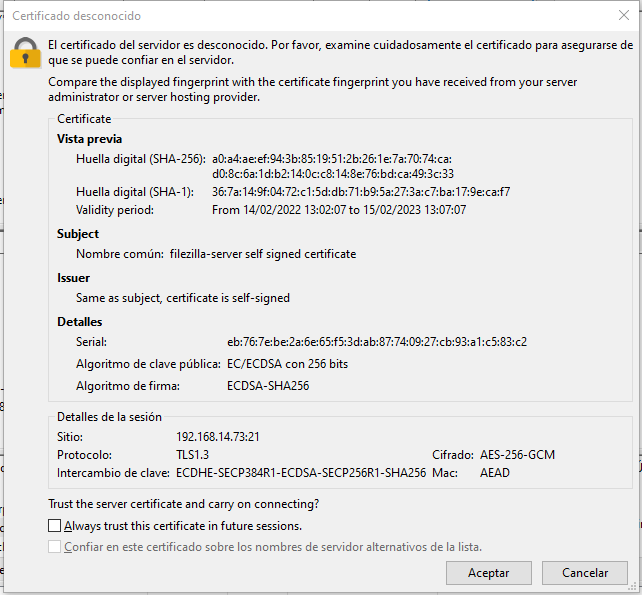 Certificado desconocido
El certificado del servidor es desconocido. Por favor, examine cuidadosamente el certificado para asegurarse de
que se puede confiar en el servidor.
Compare the displayed fingerprint with the certificate fingerprint you have received from your server
administrator or server hosting provider.
Certificate
Vista previa
Huella digital (SHA-256): a0:a4:ae:ef:94:3b:85:19:51:2b:26:1e:7a:70:74:ca:
d0:8c:6a:1d:b2:14:0c:c8:14:8e:76:bd:ca:49:3c:33
Huella digital (SHA-1): 36:7a:14:9f:04:72:c1:5d:db:71:b9:5a:27:3a:c7:ba:17:9e:ca:f7
Validity period: From 14/02/2022 13:02:07 to 15/02/2023 13:07:07
Subject
Nombre común: filezilla-server self signed certificate
Issuer
Same as subject, certificate is self-signed
Detalles
Serial: eb:76:7e:be:2a:6e:65:f5:3d:ab:87:74:09:27:cb:93:a1:c5:83:c2
Algoritmo de clave pública: EC/ECDSA con 256 bits
Algoritmo de firma: ECDSA-SHA256
Detalles de la sesión
Sitio: 192.168.14.73:21
Protocolo: TLS1.3 Cifrado: AES-256-GCM
Intercambio de clave: ECDHE-SECP384R1-ECDSA-SECP256R1-SHA256 Mac: AEAD
Trust the server certificate and carry on connecting?
Always trust this certificate in future sessions.
Confiar en este certificado sobre los nombres de servidor alternativos de la lista.
Aceptar Cancelar